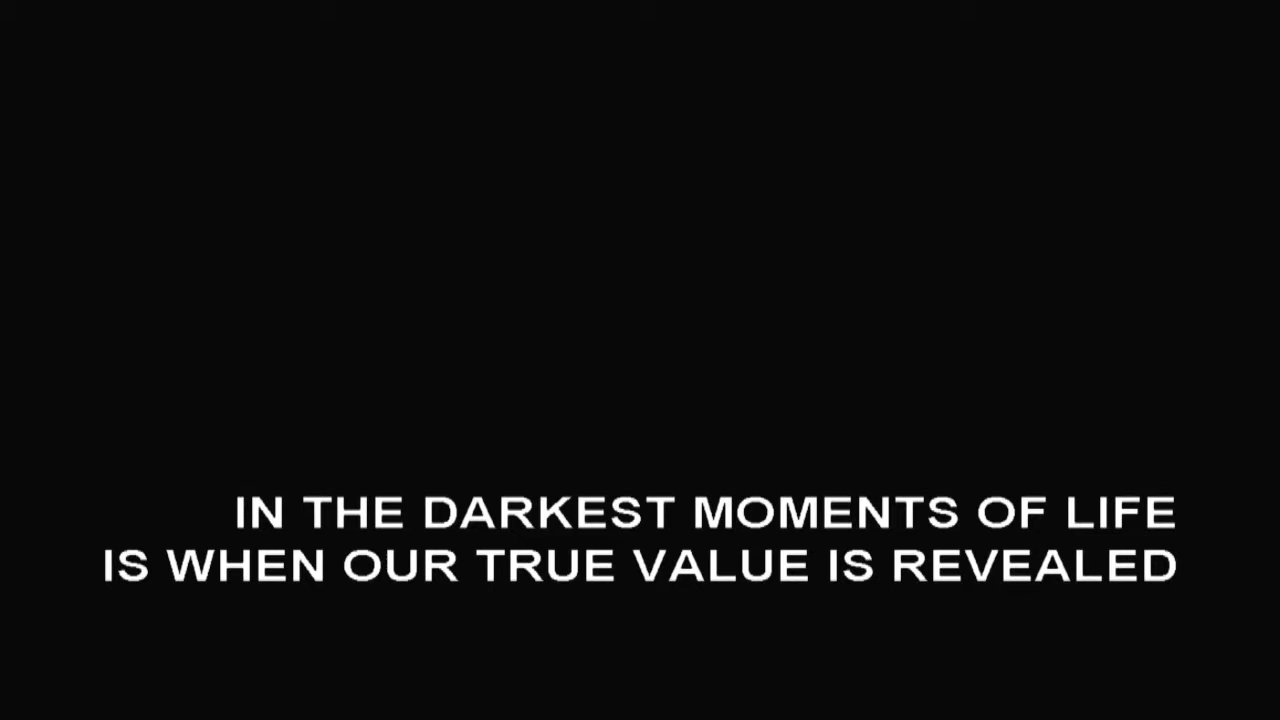 IN THE DARKEST MOMENTS OF LIFE
IS WHEN OUR TRUE VALUE IS REVEALED